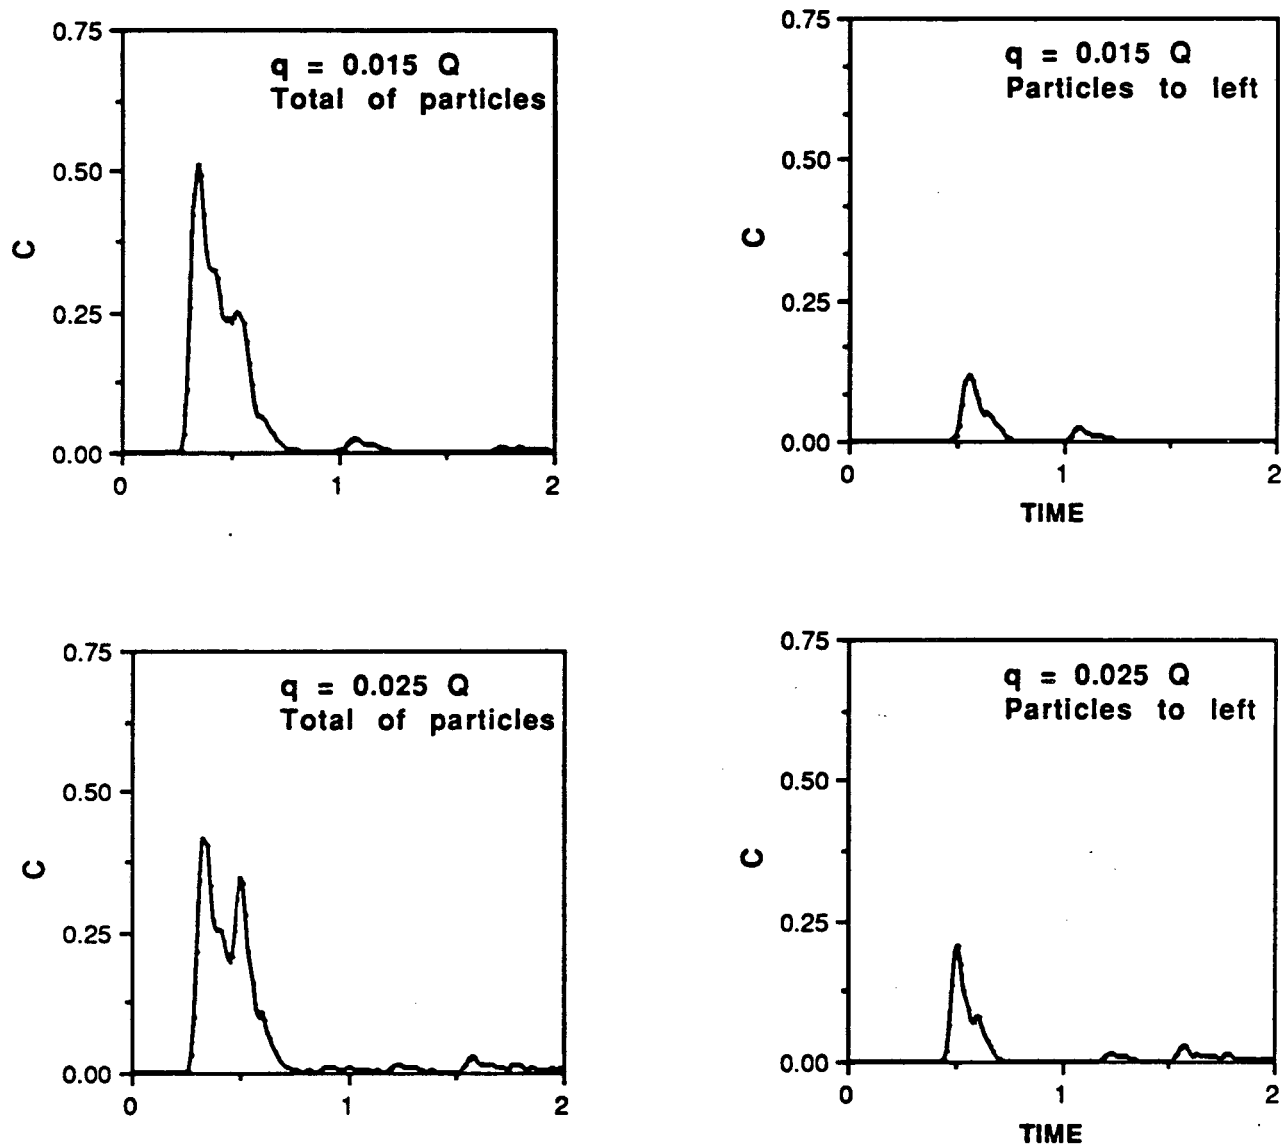 0.75
q = 0.015 Q
Total of particles
0.50
C
0.25
0.00
0 1 2
0.75
q = 0.015 Q
Particles to left
0.50
C
0.25
0.00
0 1 2
TIME
0.75
q = 0.025 Q
Total of particles
0.50
C
0.25
0.00
0 1 2
0.75
q = 0.025 Q
Particles to left
0.50
C
0.25
0.00
0 1 2
TIME